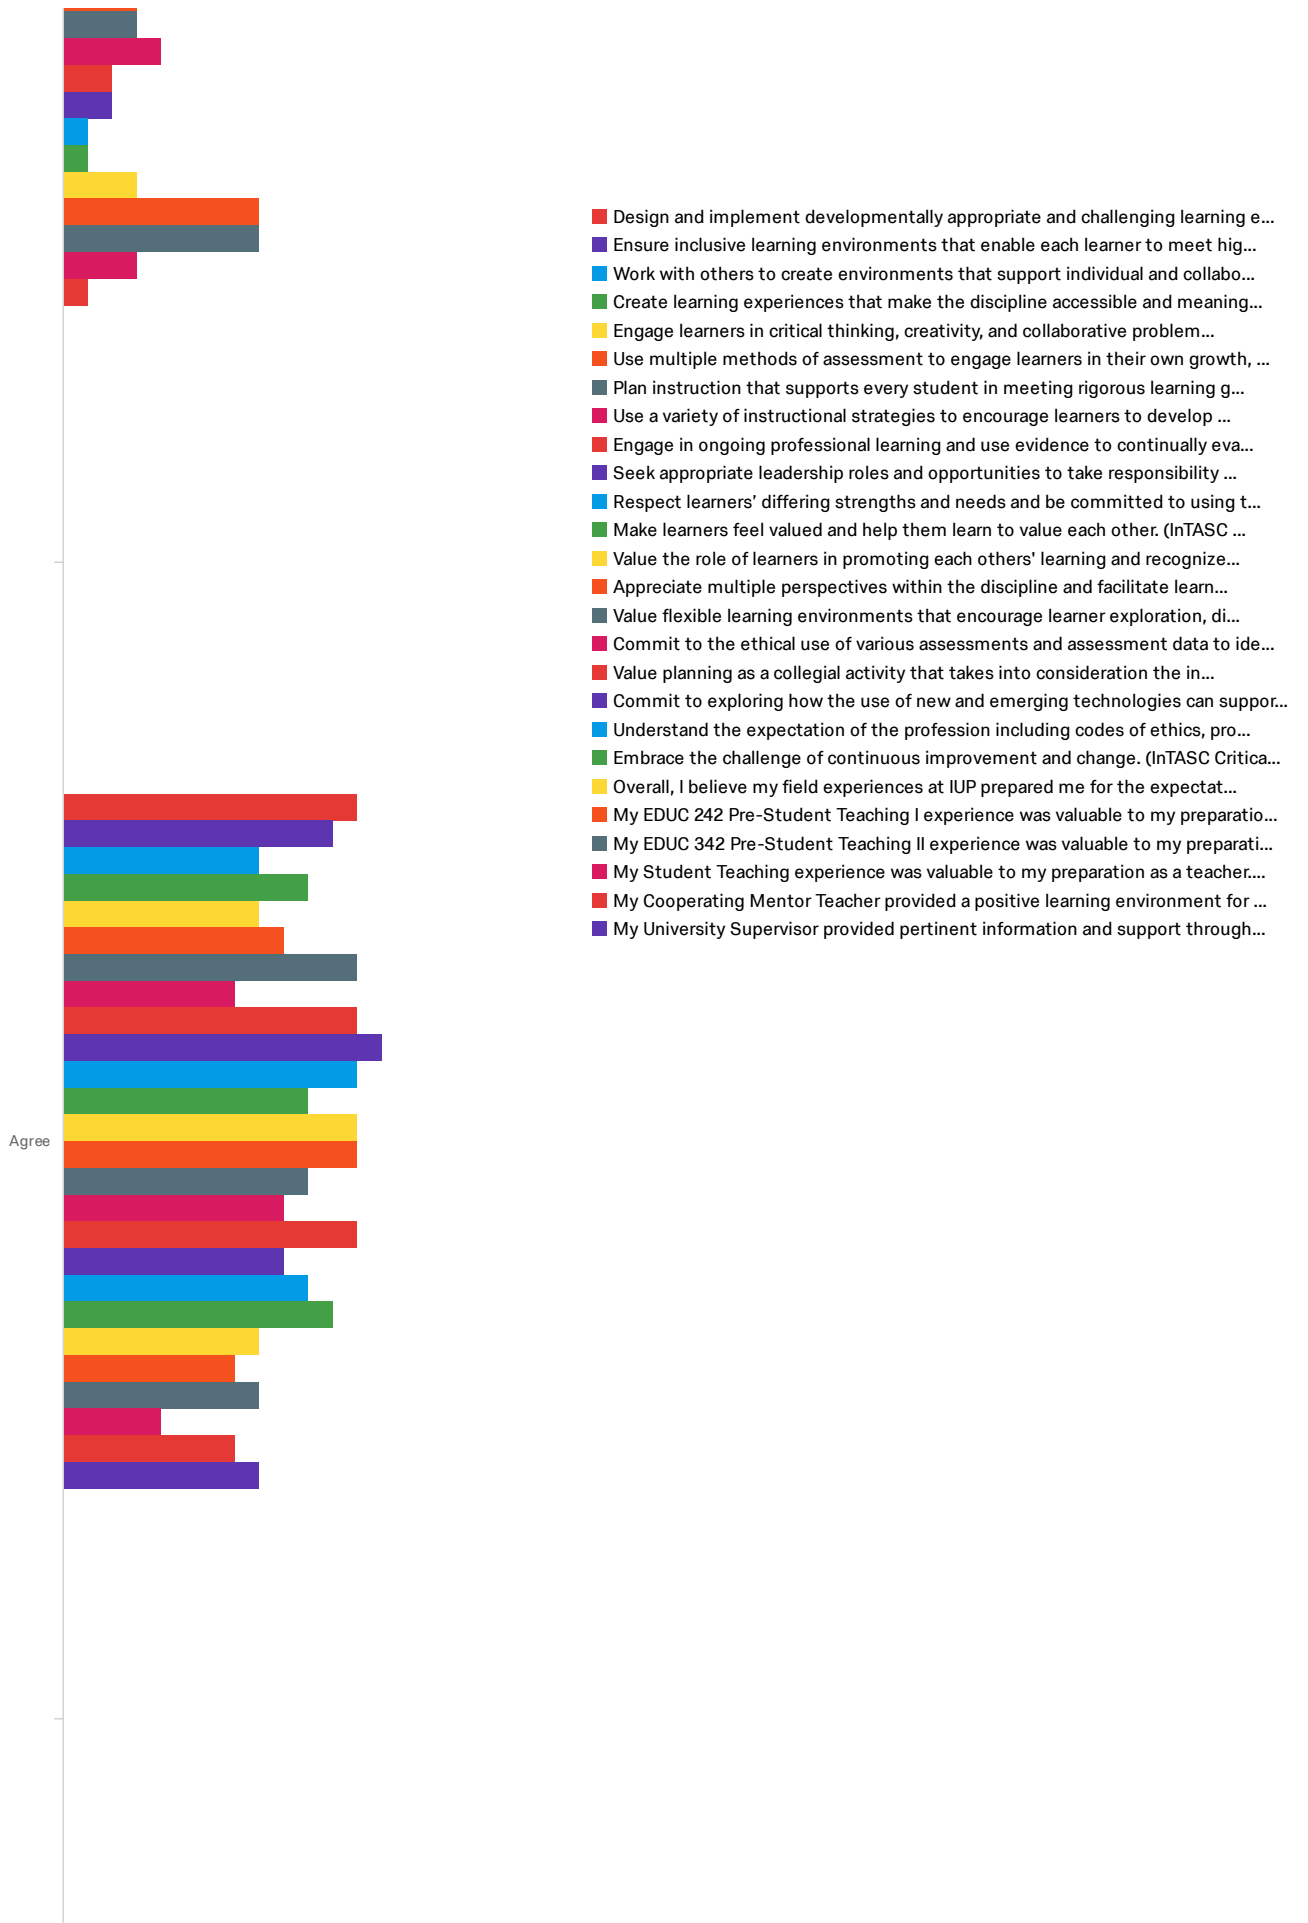 Design and implement developmentally appropriate and challenging learning e...
Ensure inclusive learning environments that enable each learner to meet hig...
Work with others to create environments that support individual and collabo...
Create learning experiences that make the discipline accessible and meaning...
Engage learners in critical thinking, creativity, and collaborative problem...
Use multiple methods of assessment to engage learners in their own growth, ...
Plan instruction that supports every student in meeting rigorous learning g...
Use a variety of instructional strategies to encourage learners to develop ...
Engage in ongoing professional learning and use evidence to continually eva...
Seek appropriate leadership roles and opportunities to take responsibility ...
Respect learners’ differing strengths and needs and be committed to using t...
Make learners feel valued and help them learn to value each other. (InTASC ...
Value the role of learners in promoting each others' learning and recognize...
Appreciate multiple perspectives within the discipline and facilitate learn...
Value flexible learning environments that encourage learner exploration, di...
Commit to the ethical use of various assessments and assessment data to ide...
Value planning as a collegial activity that takes into consideration the in...
Commit to exploring how the use of new and emerging technologies can suppor...
Understand the expectation of the profession including codes of ethics, pro...
Embrace the challenge of continuous improvement and change. (InTASC Critica...
Overall, I believe my field experiences at IUP prepared me for the expectat...
My EDUC 242 Pre-Student Teaching I experience was valuable to my preparatio...
My EDUC 342 Pre-Student Teaching II experience was valuable to my preparati...
My Student Teaching experience was valuable to my preparation as a teacher....
My Cooperating Mentor Teacher provided a positive learning environment for ...
My University Supervisor provided pertinent information and support through...
Agree